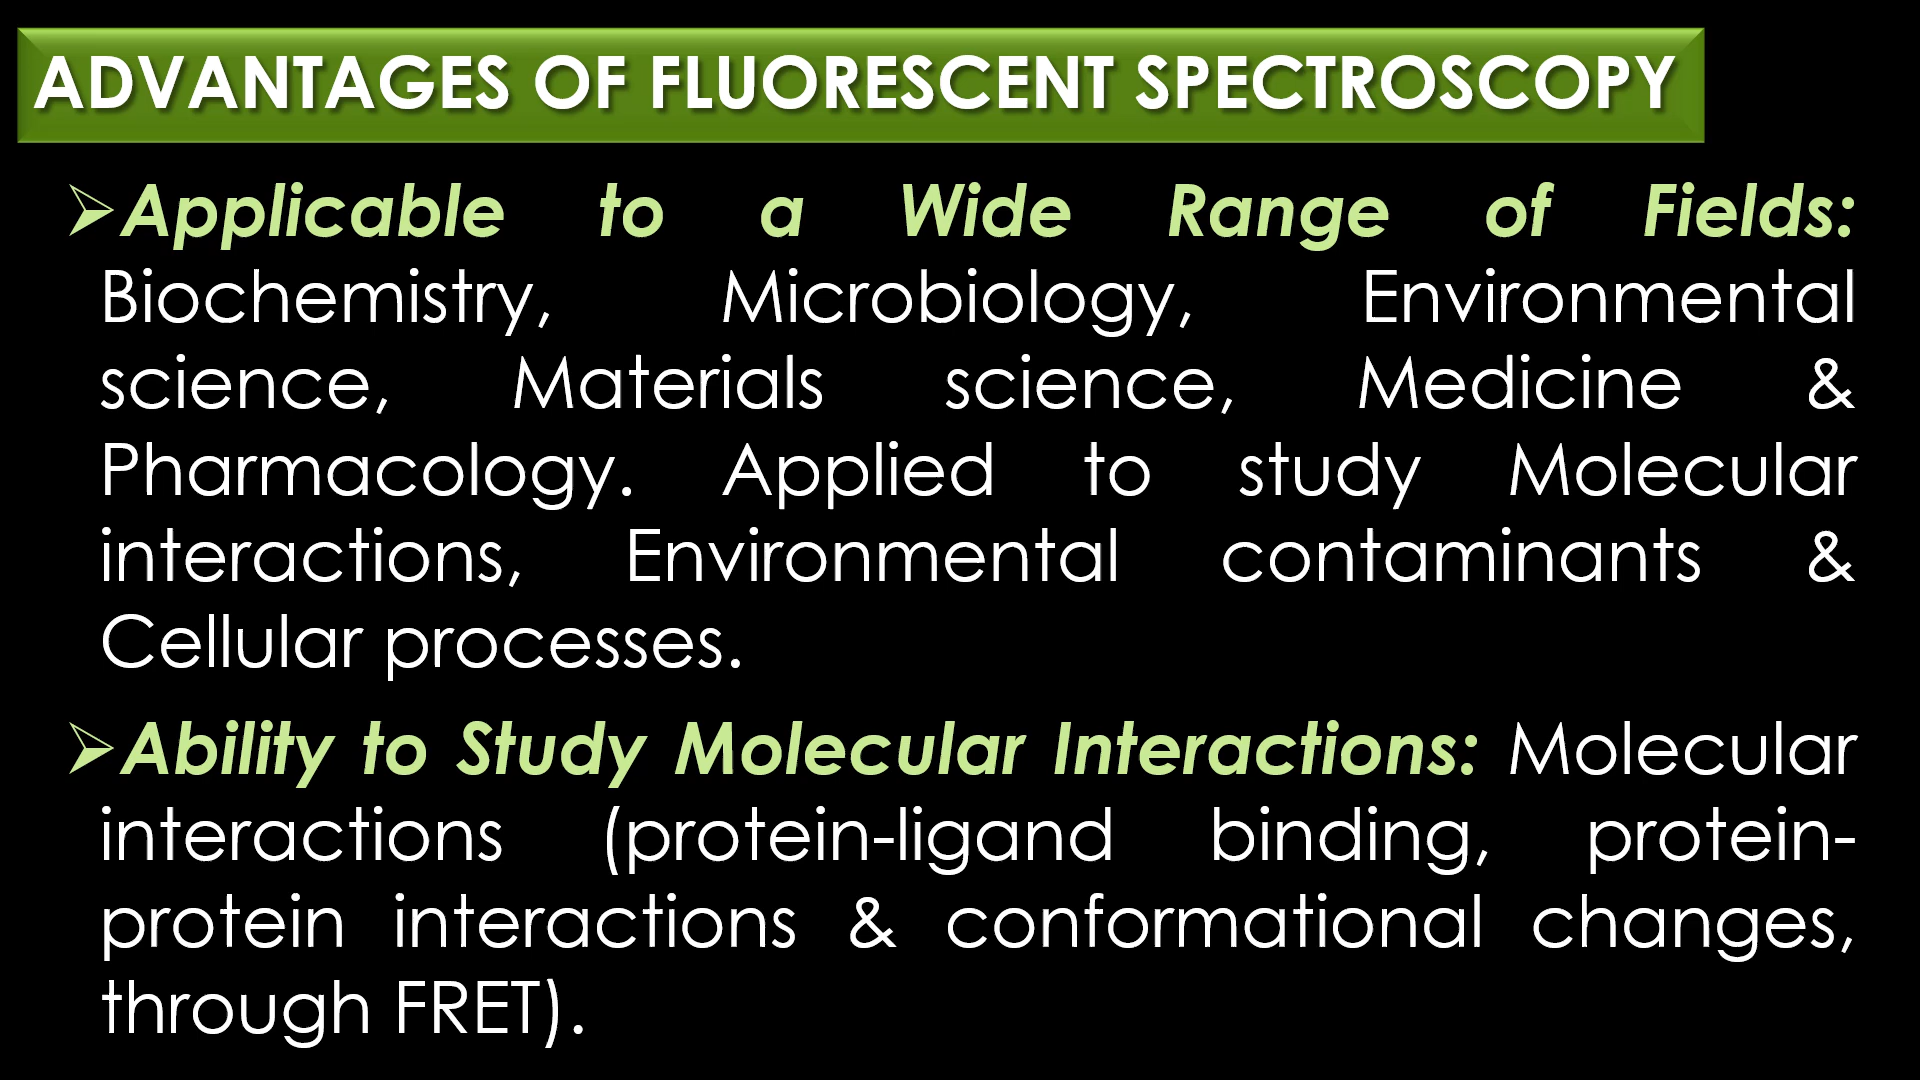 ADVANTAGES OF FLUORESCENT SPECTROSCOPY
➢Applicable to a Wide Range of Fields:
Biochemistry, Microbiology, Environmental
science, Materials science, Medicine &
Pharmacology. Applied to study Molecular
interactions, Environmental contaminants &
Cellular processes.
➢Ability to Study Molecular Interactions: Molecular
interactions (protein-ligand binding, protein-
protein interactions & conformational changes,
through FRET).